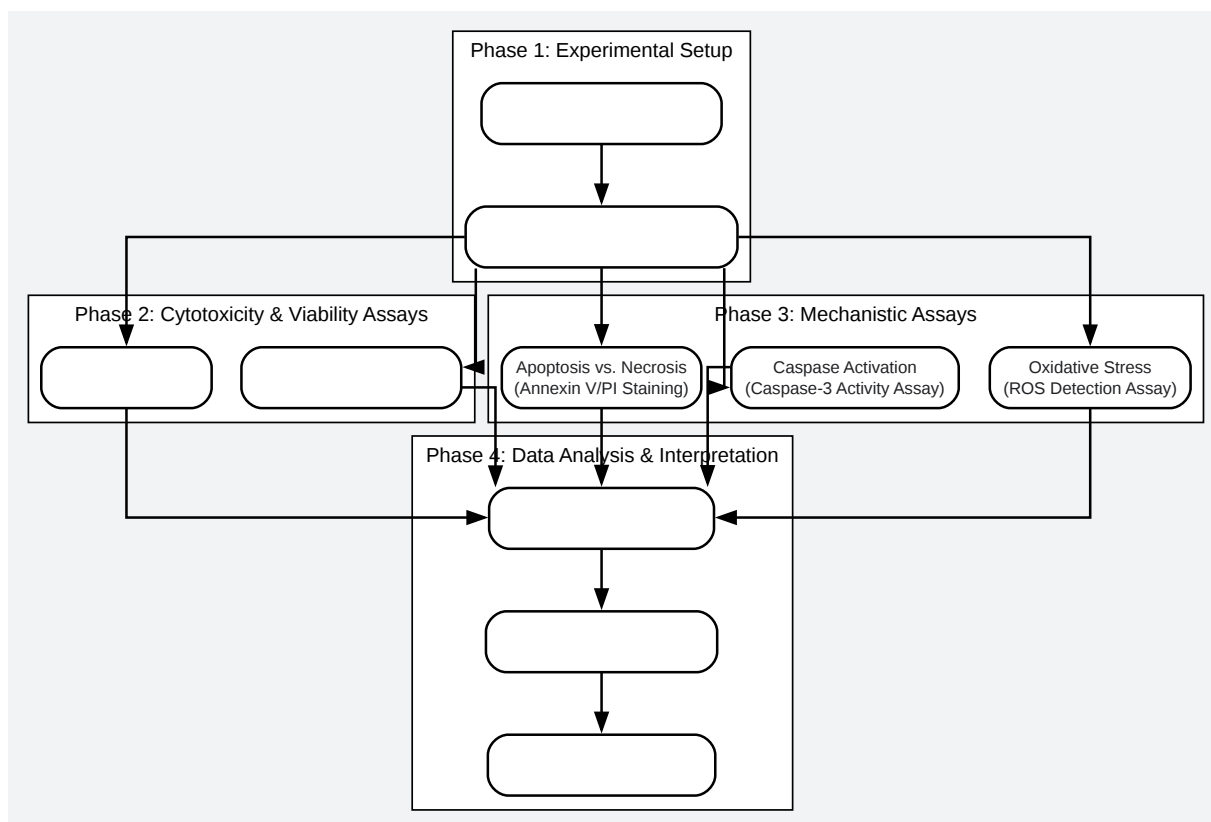 Phase 1: Experimental Setup
Phase 2: Cytotoxicity & Viability Assays
Phase 3: Mechanistic Assays
Apoptosis vs. Necrosis
(Annexin V/PI Staining)
Caspase Activation
(Caspase-3 Activity Assay)
Oxidative Stress
(ROS Detection Assay)
Phase 4: Data Analysis & Interpretation